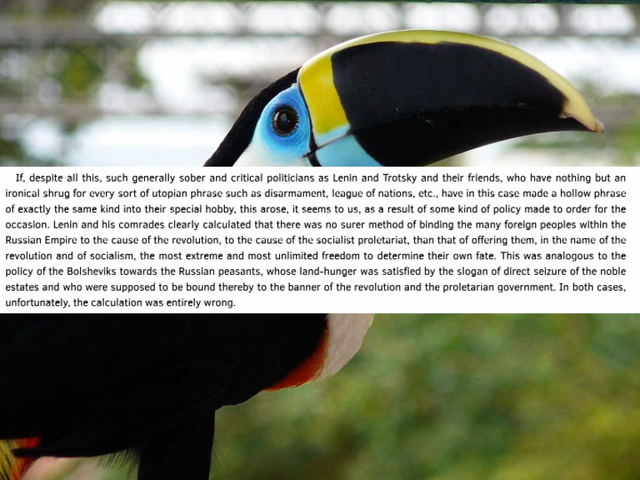 If, despite all this, such generally sober and critical politicians as Lenin and Trotsky and their friends, who have nothing but an
ironical shrug for every sort of utopian phrase such as disarmament, league of nations, etc., have in this case made a hollow phrase
of exactly the same kind into their special hobby, this arose, it seems to us, as a result of some kind of policy made to order for the
occasion. Lenin and his comrades clearly calculated that there was no surer method of binding the many foreign peoples within the
Russian Empire to the cause of the revolution, to the cause of the socialist proletariat, than that of offering them, in the name of the
revolution and of socialism, the most extreme and most unlimited freedom to determine their own fate. This was analogous to the
policy of the Bolsheviks towards the Russian peasants, whose land-hunger was satisfied by the slogan of direct seizure of the noble
estates and who were supposed to be bound thereby to the banner of the revolution and the proletarian government. In both cases,
unfortunately, the calculation was entirely wrong.